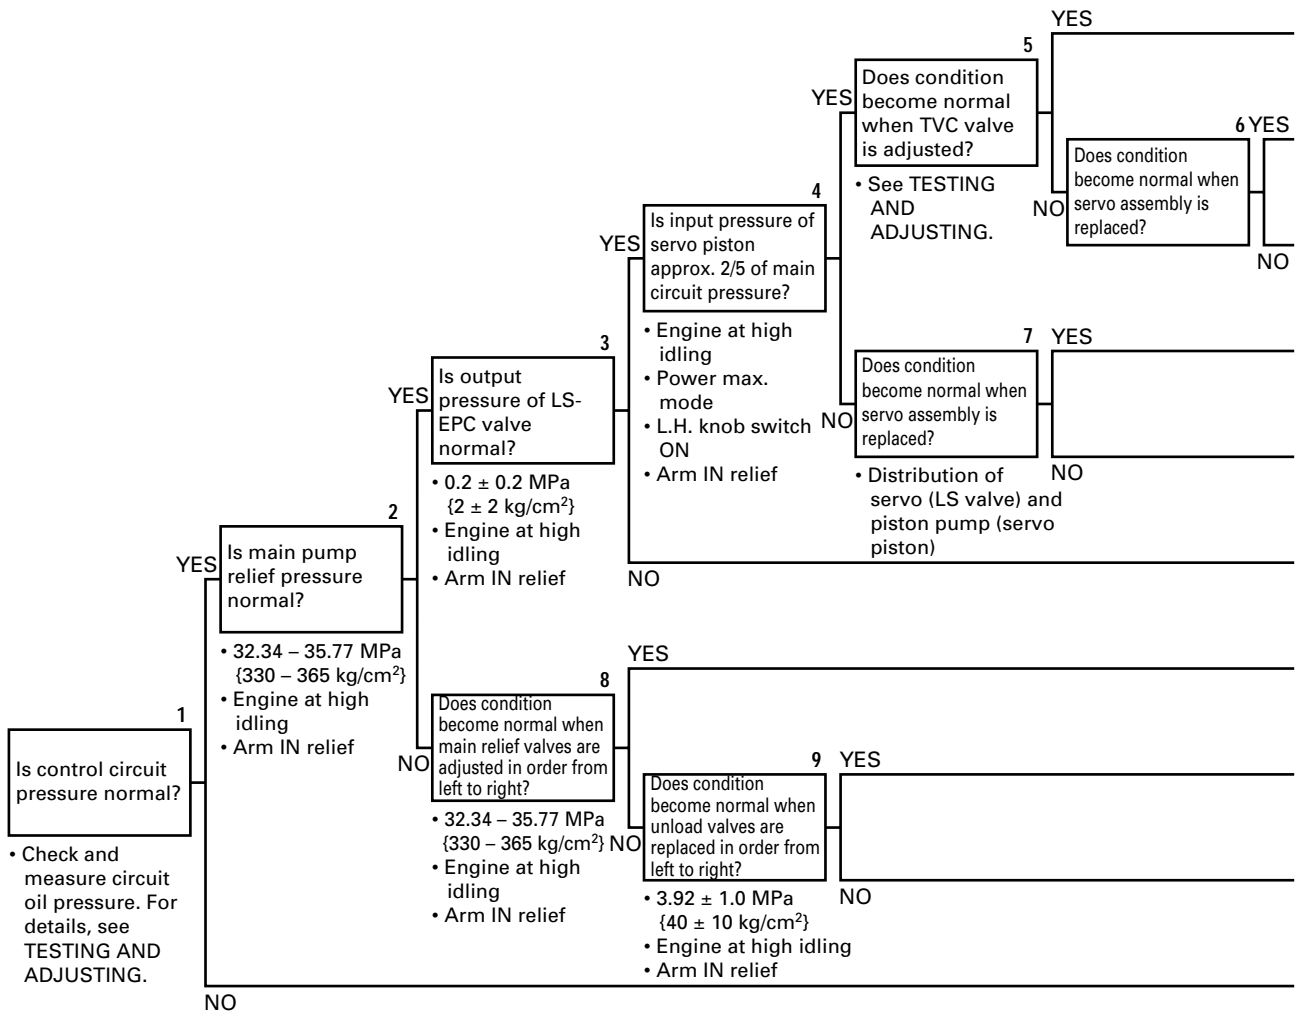 1
Is control circuit
pressure normal?
• Check and
measure circuit
oil pressure. For
details, see
TESTING AND
ADJUSTING.
YES
NO
2
Is main pump
relief pressure
normal?
• 32.34 – 35.77 MPa
{330 – 365 kg/cm²}
• Engine at high
idling
• Arm IN relief
YES
NO
3
Is output
pressure of LS-
EPC valve
normal?
• 0.2 ± 0.2 MPa
{2 ± 2 kg/cm²}
• Engine at high
idling
• Arm IN relief
YES
NO
4
Is input pressure of
servo piston
approx. 2/5 of main
circuit pressure?
• Engine at high
idling
• Power max.
mode
• L.H. knob switch
ON
• Arm IN relief
YES
NO
5
Does condition
become normal
when TVC valve
is adjusted?
• See TESTING
AND
ADJUSTING.
YES
NO
6
Does condition
become normal when
servo assembly is
replaced?
YES
NO
7
Does condition
become normal when
servo assembly is
replaced?
• Distribution of
servo (LS valve) and
piston pump (servo
piston)
YES
NO
8
Does condition
become normal when
main relief valves are
adjusted in order from
left to right?
• 32.34 – 35.77 MPa
{330 – 365 kg/cm²}
• Engine at high
idling
• Arm IN relief
YES
NO
9
Does condition
become normal when
unload valves are
replaced in order from
left to right?
• 3.92 ± 1.0 MPa
{40 ± 10 kg/cm²}
• Engine at high idling
• Arm IN relief
YES
NO